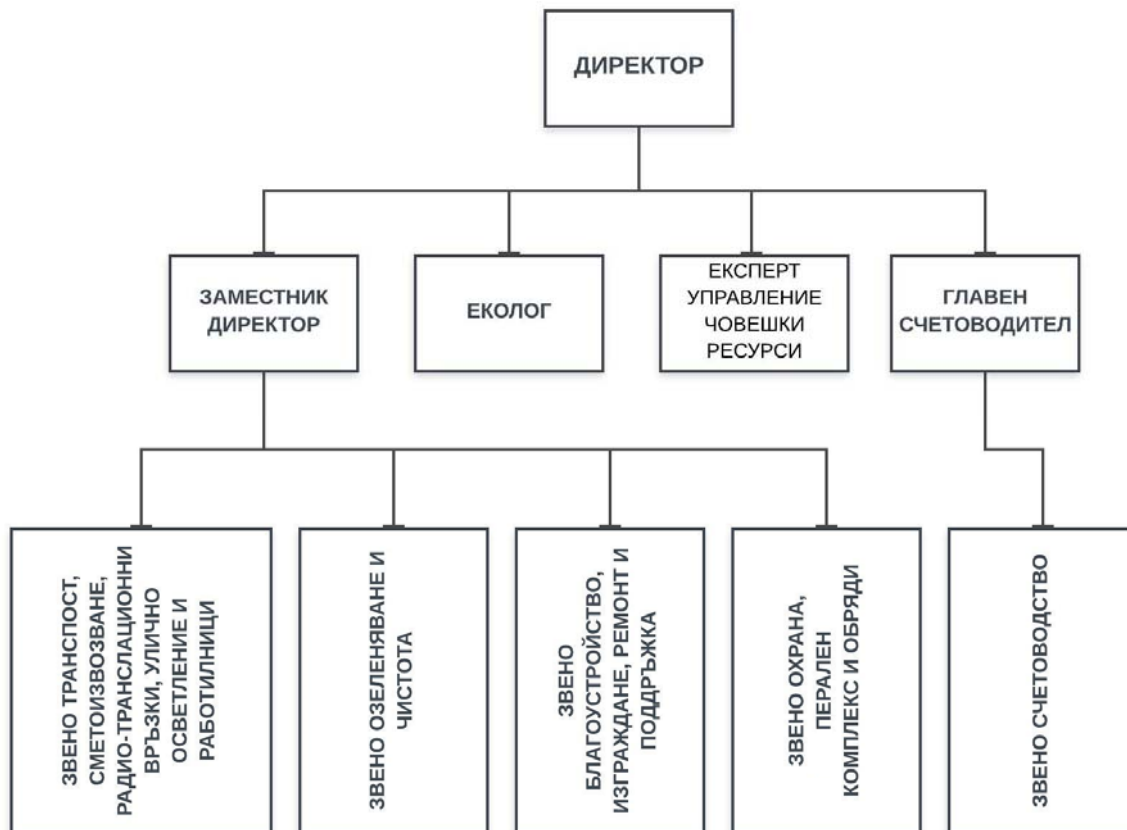 ДИРЕКТОР
ЗАМЕСТНИК
ДИРЕКТОР
ЕКОЛОГ
ЕКСПЕРТ
УПРАВЛЕНИЕ
ЧОВЕШКИ
РЕСУРСИ
ГЛАВЕН
СЧЕТОВОДИТЕЛ
ЗВЕНО ТРАНСПОСТ,
СМЕТОИЗВОЗВАНЕ,
РАДИО-ТРАНСЛАЦИОННИ
ВРЪЗКИ, УЛИЧНО
ОСВЕТЛЕНИЕ И
РАБОТИЛНИЦИ
ЗВЕНО ОЗЕЛЕНЯВАНЕ И
ЧИСТОТА
ЗВЕНО
БЛАГОУСТРОЙСТВО,
ИЗГРАЖДАНЕ, РЕМОНТ И
ПОДДРЪЖКА
ЗВЕНО ОХРАНА,
ПЕРАЛЕН
КОМПЛЕКС И ОБРЯДИ
ЗВЕНО СЧЕТОВОДСТВО